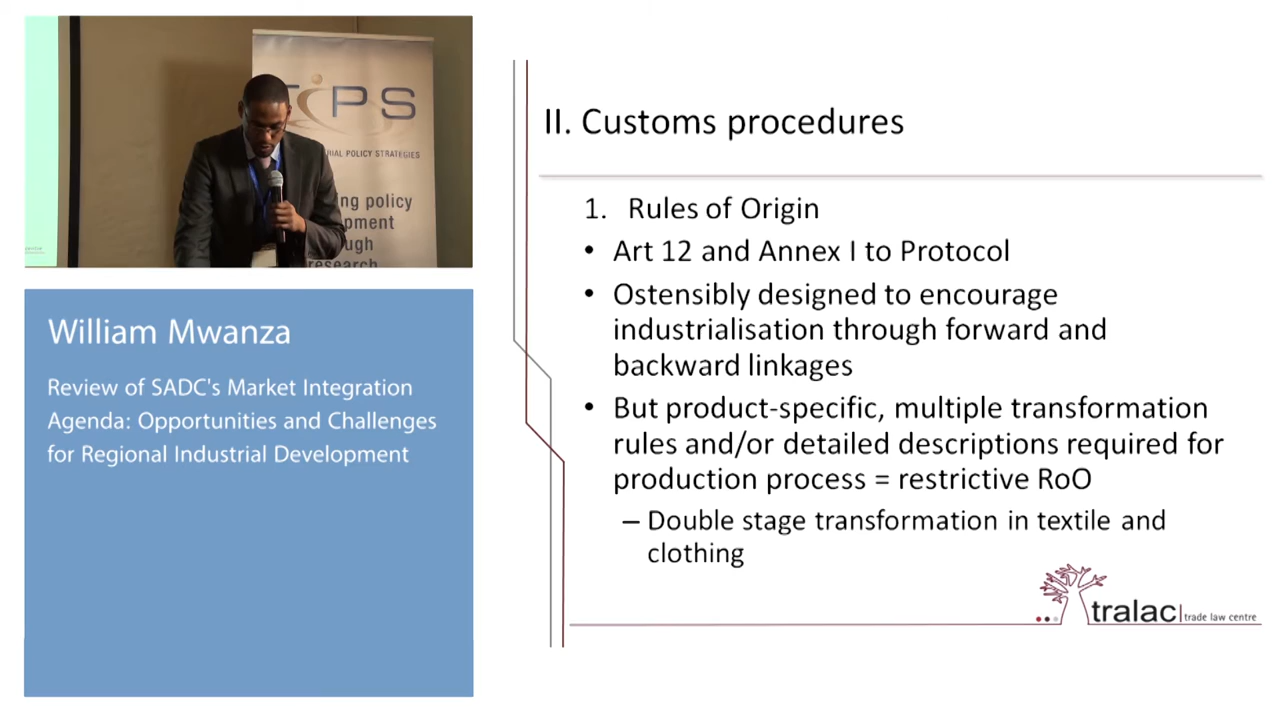 TIPS
RIAL POLICY STRATEGIES
ng policy
pment
ugh
research
William Mwanza
Review of SADC's Market Integration
Agenda: Opportunities and Challenges
for Regional Industrial Development
II. Customs procedures
1. Rules of Origin
• Art 12 and Annex I to Protocol
• Ostensibly designed to encourage
industrialisation through forward and
backward linkages
• But product-specific, multiple transformation
rules and/or detailed descriptions required for
production process = restrictive RoO
– Double stage transformation in textile and
clothing
tralac
trade law centre